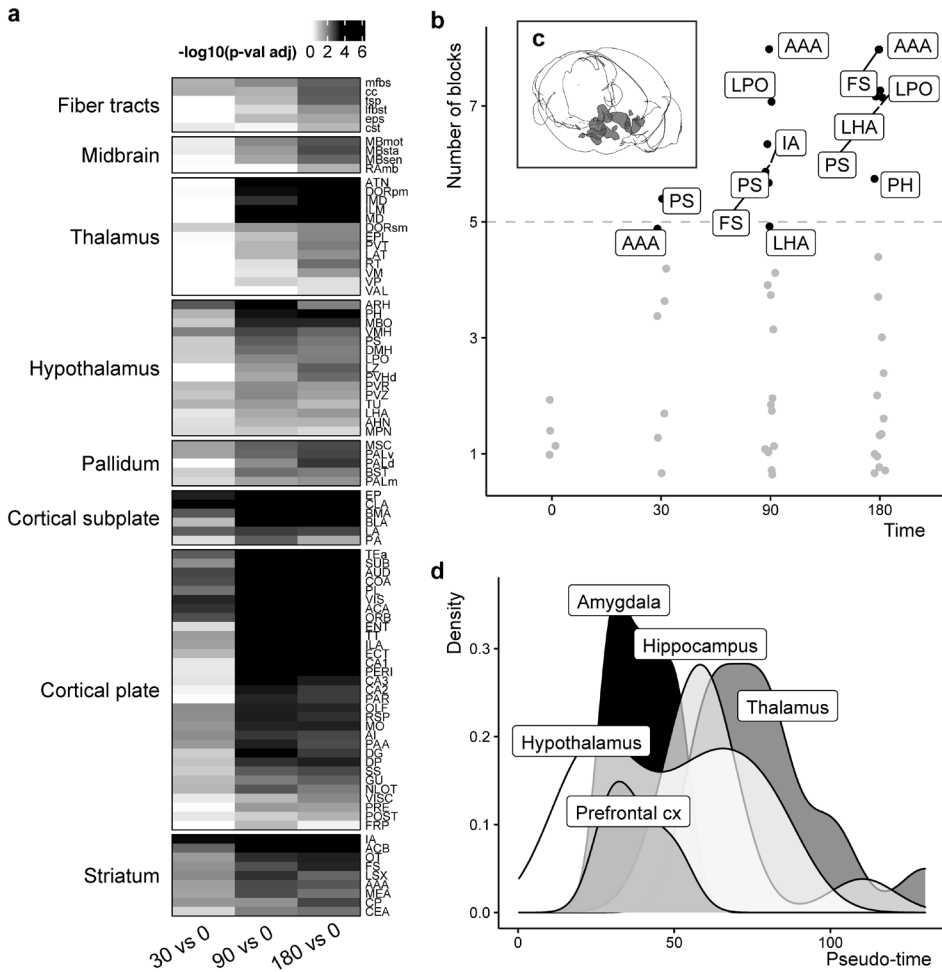 a
-log10(p-val adj)
0 2 4 6
Fiber tracts
mfbs
cc
tsp
lfbst
eps
cst
Midbrain
MBmot
MBsta
MBsen
RAmb
Thalamus
ATN
DORpm
IMD
ILM
MD
DORsm
EPI
PVT
LAT
RT
VM
VP
VAL
Hypothalamus
ARH
PH
MBO
VMH
PS
DMH
LPO
LZ
PVHd
PVR
PVZ
TU
LHA
AHN
MPN
Pallidum
MSC
PALv
PALd
BST
PALm
Cortical subplate
EP
CLA
BMA
BLA
LA
PA
Cortical plate
TEa
SUB
AUD
COA
PL
VIS
ACA
ORB
ENT
TT
ILA
ECT
CA1
PERI
CA3
CA2
PAR
OLF
RSP
MO
AI
PAA
DG
DP
SS
GU
NLOT
VISC
PRE
POST
FRP
Striatum
IA
ACB
OT
FS
LSX
AAA
MEA
CP
CEA
30 vs 0
90 vs 0
180 vs 0
b
Number of blocks
7
5
3
1
c
AAA
AAA
LPO
FS
LPO
LHA
IA
PS
PS
PS
PH
FS
AAA
LHA
0
30
90
180
Time
d
Density
0.3
0.2
0.1
0.0
Amygdala
Hippocampus
Thalamus
Hypothalamus
Prefrontal cx
0
50
100
Pseudo-time